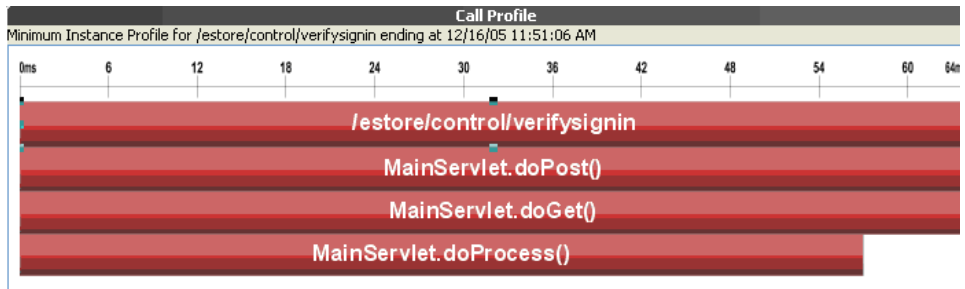 Call Profile
Minimum Instance Profile for /estore/control/verifysignin ending at 12/16/05 11:51:06 AM
0ms 6 12 18 24 30 36 42 48 54 60 64m
/estore/control/verifysignin
MainServlet.doPost()
MainServlet.doGet()
MainServlet.doProcess()